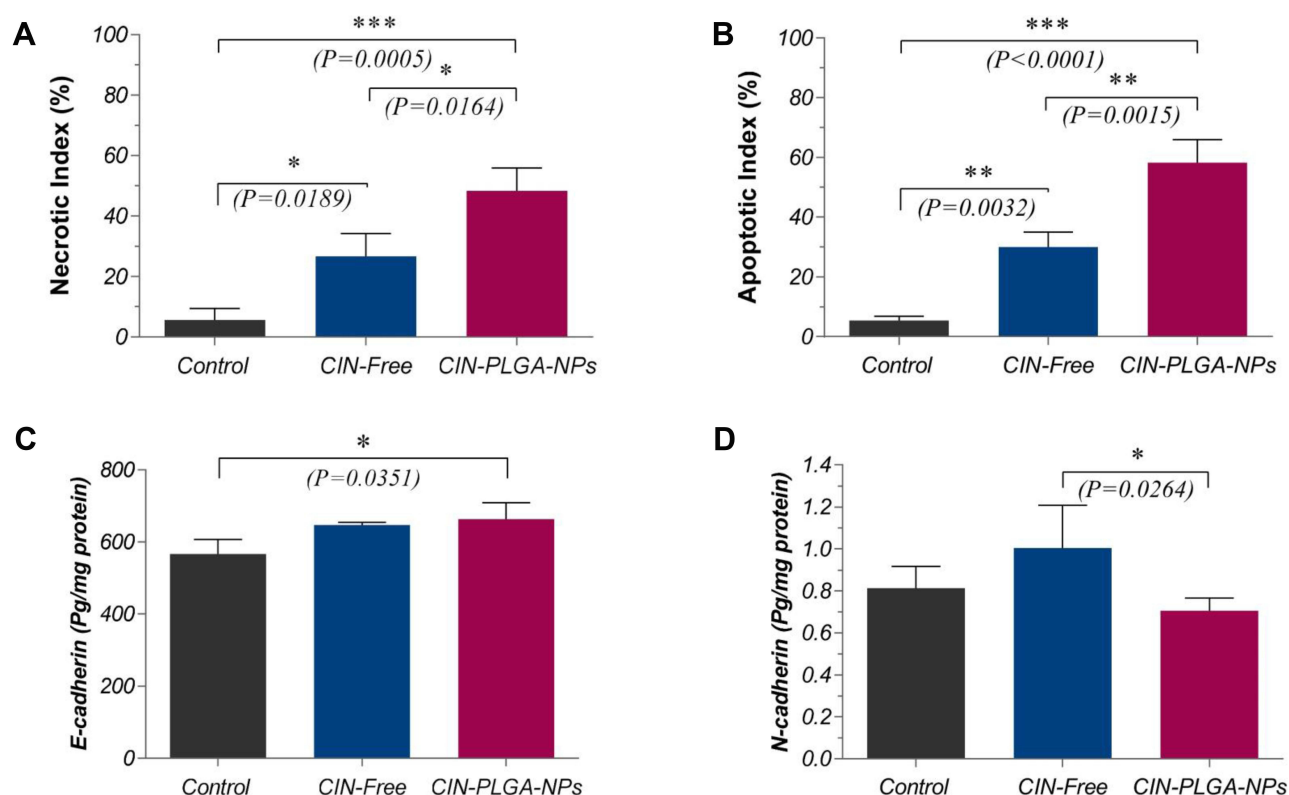 A
Necrotic Index (%)
100
80
60
40
20
0
***
(P=0.0005)
*
(P=0.0164)
*
(P=0.0189)
Control
CIN-Free
CIN-PLGA-NPs
B
Apoptotic Index (%)
100
80
60
40
20
0
***
(P<0.0001)
**
(P=0.0015)
**
(P=0.0032)
Control
CIN-Free
CIN-PLGA-NPs
C
E-cadherin (Pg/mg protein)
800
600
400
200
0
*
(P=0.0351)
Control
CIN-Free
CIN-PLGA-NPs
D
N-cadherin (Pg/mg protein)
1.4
1.2
1.0
0.8
0.6
0.4
0.2
0.0
*
(P=0.0264)
Control
CIN-Free
CIN-PLGA-NPs